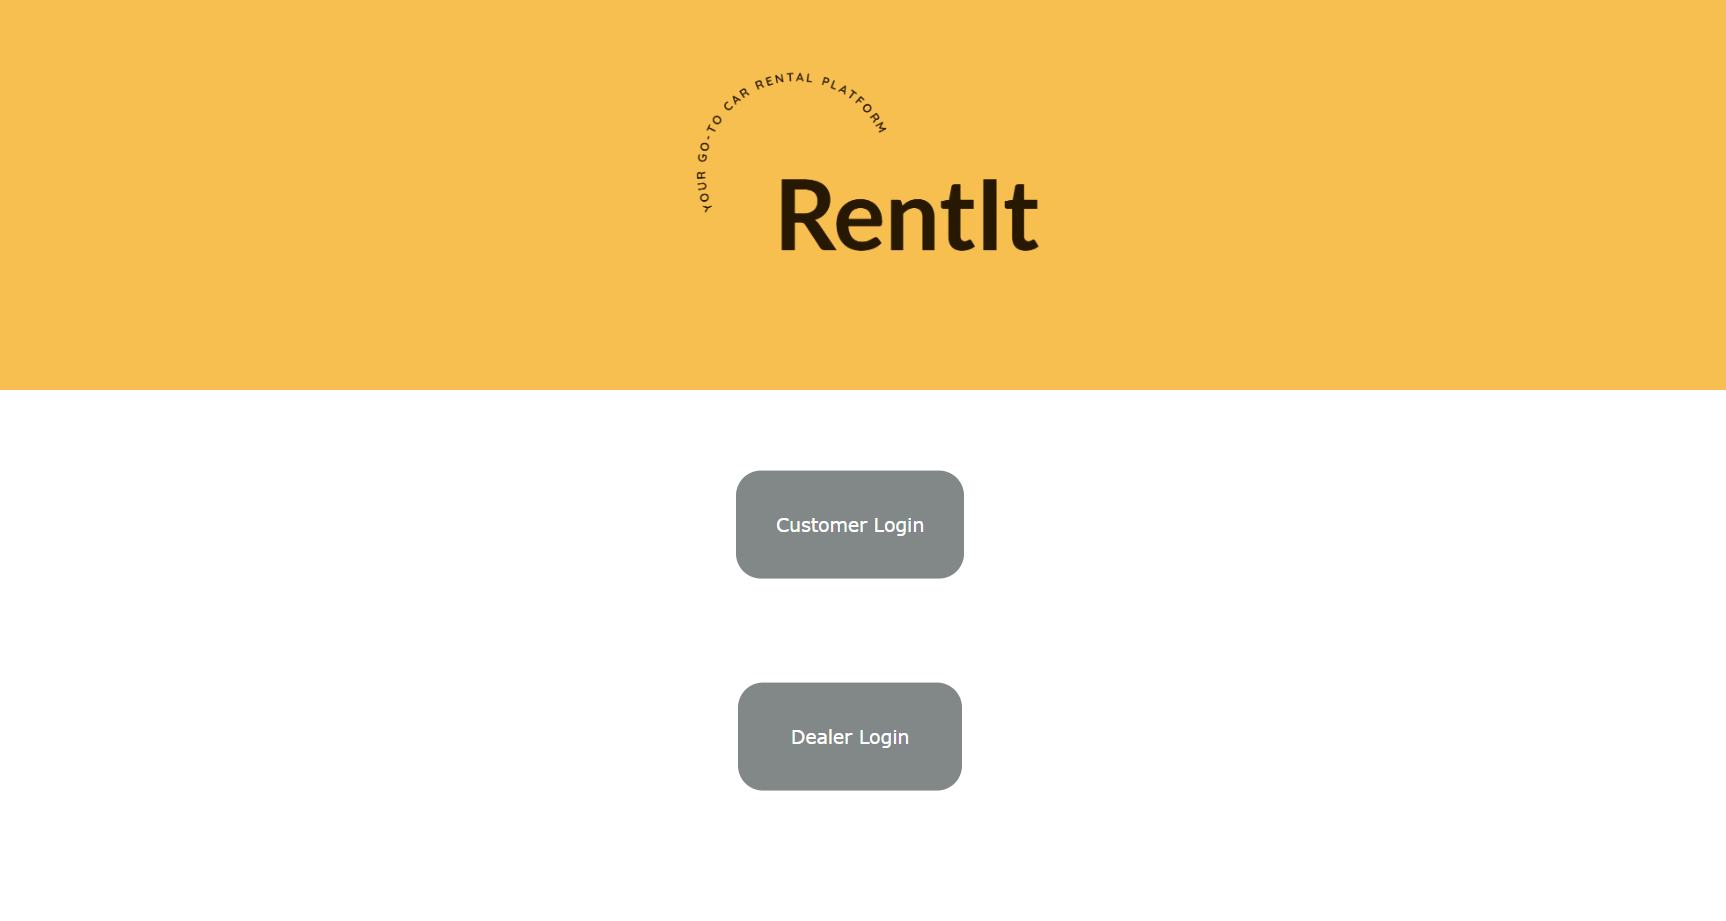 YOUR GO-TO CAR RENTAL PLATFORM
RentIt
Customer Login
Dealer Login